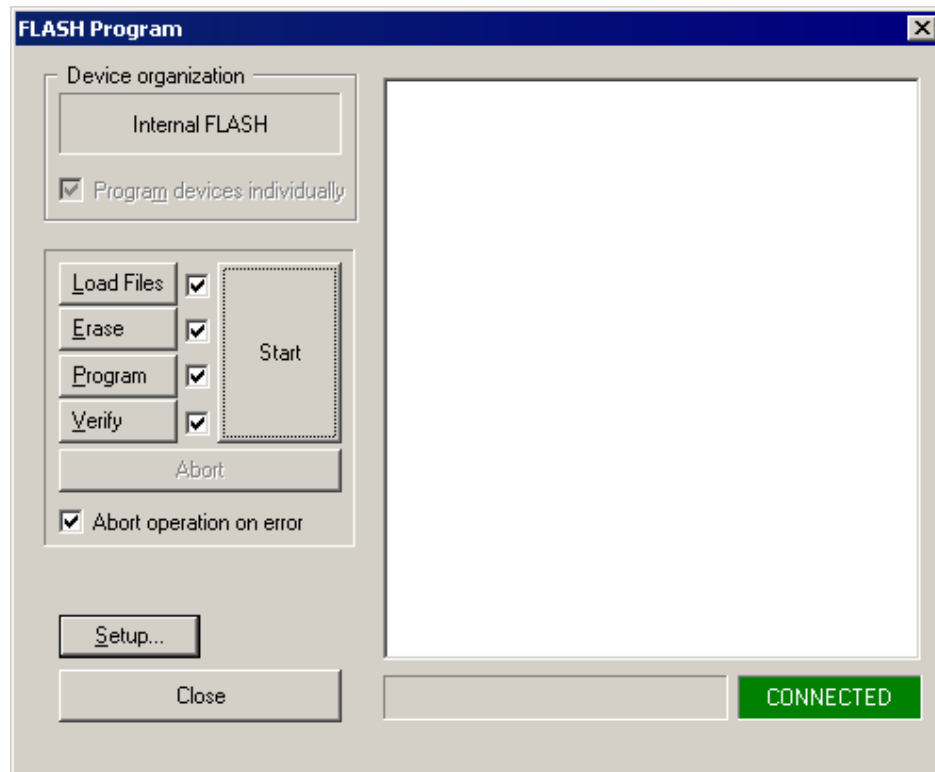 FLASH Program
Device organization
Internal FLASH
Program devices individually
Load Files
Erase
Program
Verify
Start
Abort
Abort operation on error
Setup...
Close
CONNECTED